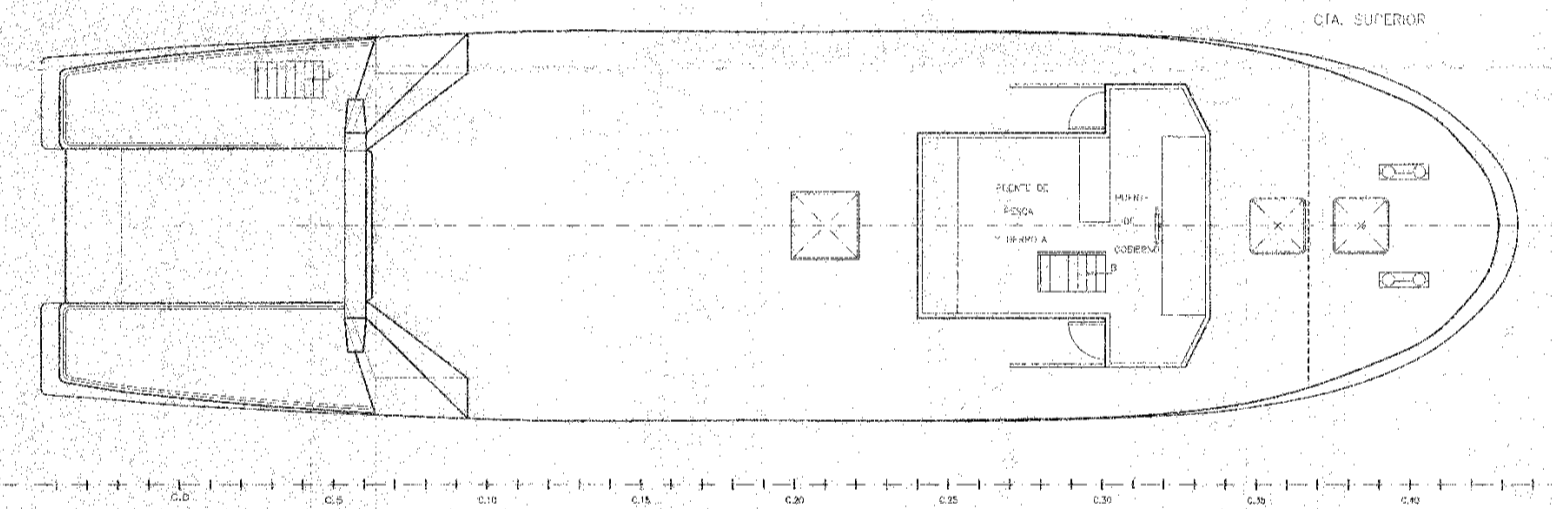 CTA. SUPERIOR
PUENTE DE
PESCA
Y DERROTA
PUENTE
DE
GOBIERNO
B
C.0
C.5
C.10
C.15
C.20
C.25
C.30
C.35
C.40